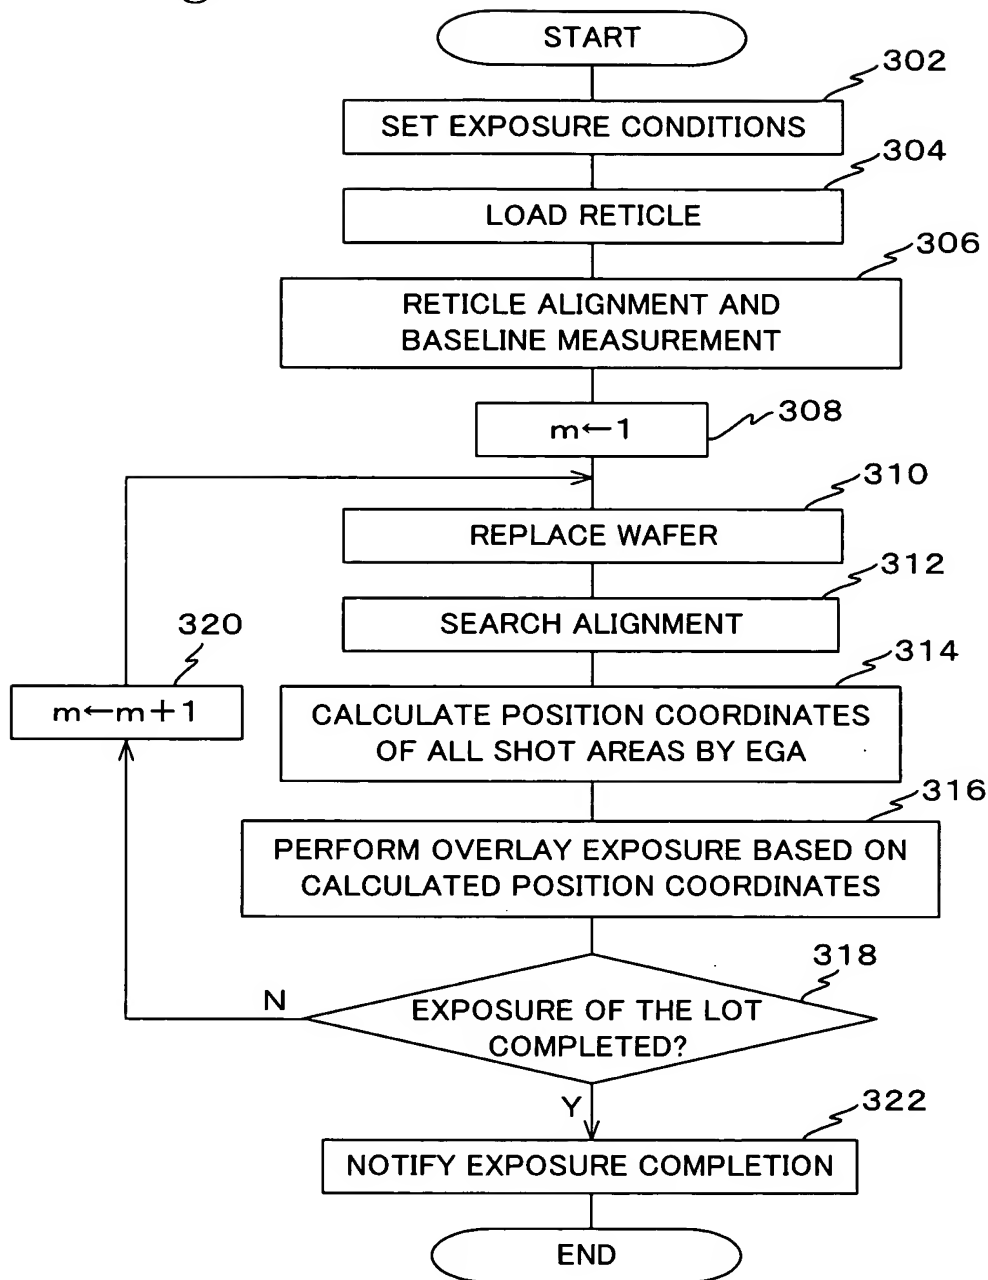 START
302
SET EXPOSURE CONDITIONS
304
LOAD RETICLE
306
RETICLE ALIGNMENT AND
BASELINE MEASUREMENT
308
m←1
310
REPLACE WAFER
312
SEARCH ALIGNMENT
320
m←m+1
314
CALCULATE POSITION COORDINATES
OF ALL SHOT AREAS BY EGA
316
PERFORM OVERLAY EXPOSURE BASED ON
CALCULATED POSITION COORDINATES
318
N
EXPOSURE OF THE LOT
COMPLETED?
Y
322
NOTIFY EXPOSURE COMPLETION
END